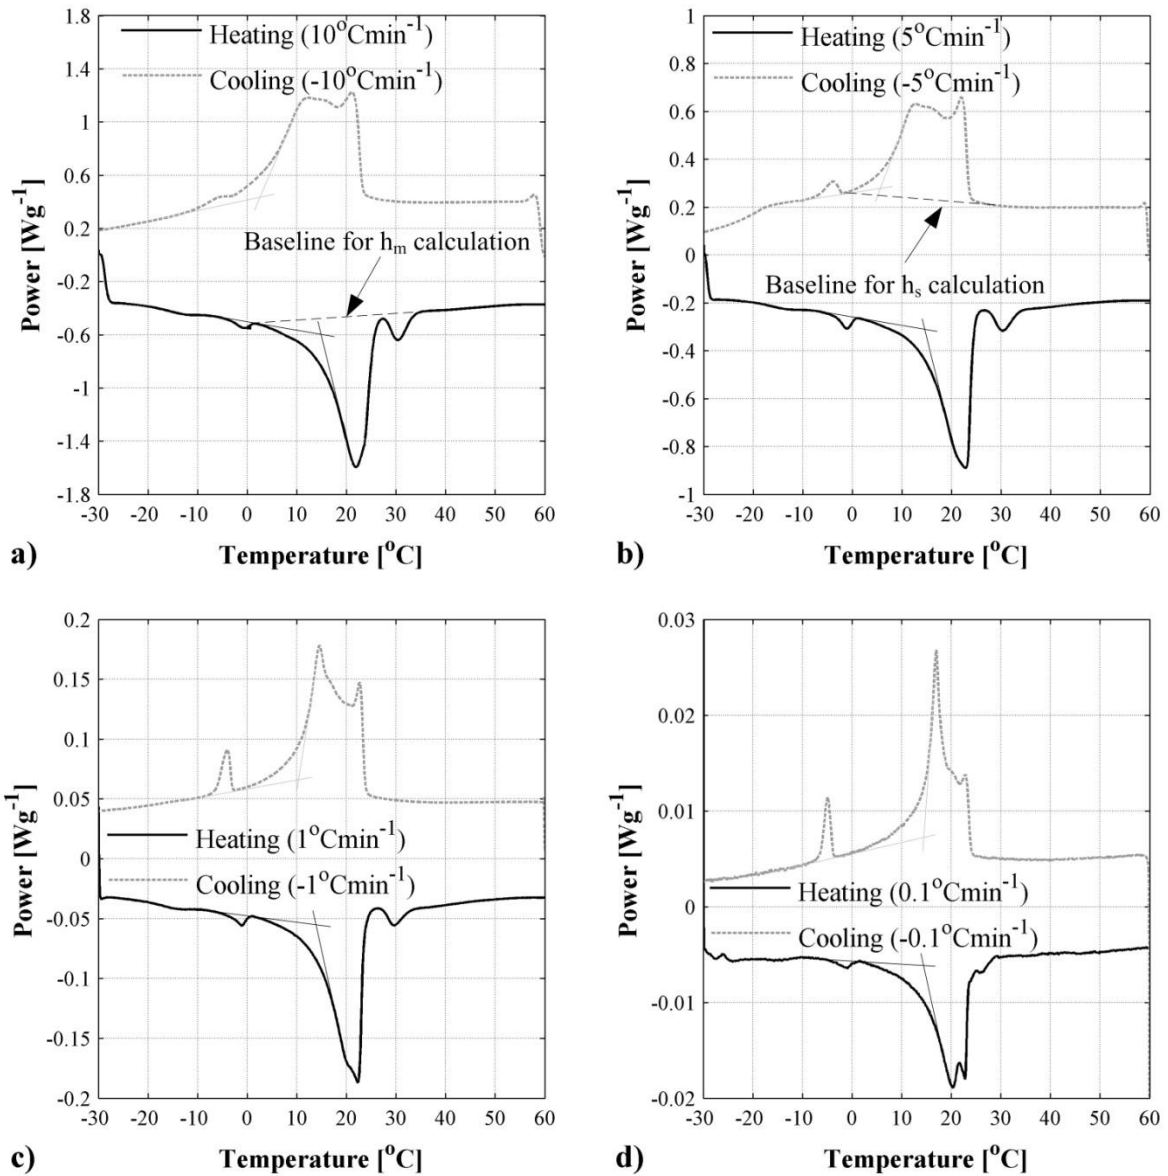 1.8
Heating (10°Cmin⁻¹)
Cooling (-10°Cmin⁻¹)
1.4
1
0.6
0.2
-0.2
-0.6
-1
-1.4
-1.8
Power [Wg⁻¹]
Baseline for hₘ calculation
-30 -20 -10 0 10 20 30 40 50 60
Temperature [°C]
a)
1
Heating (5°Cmin⁻¹)
Cooling (-5°Cmin⁻¹)
0.8
0.6
0.4
0.2
0
-0.2
-0.4
-0.6
-0.8
-1
Power [Wg⁻¹]
Baseline for hₛ calculation
-30 -20 -10 0 10 20 30 40 50 60
Temperature [°C]
b)
0.2
0.15
0.1
0.05
0
-0.05
-0.1
-0.15
-0.2
Power [Wg⁻¹]
Heating (1°Cmin⁻¹)
Cooling (-1°Cmin⁻¹)
-30 -20 -10 0 10 20 30 40 50 60
Temperature [°C]
c)
0.03
0.02
0.01
0
-0.01
-0.02
Power [Wg⁻¹]
Heating (0.1°Cmin⁻¹)
Cooling (-0.1°Cmin⁻¹)
-30 -20 -10 0 10 20 30 40 50 60
Temperature [°C]
d)